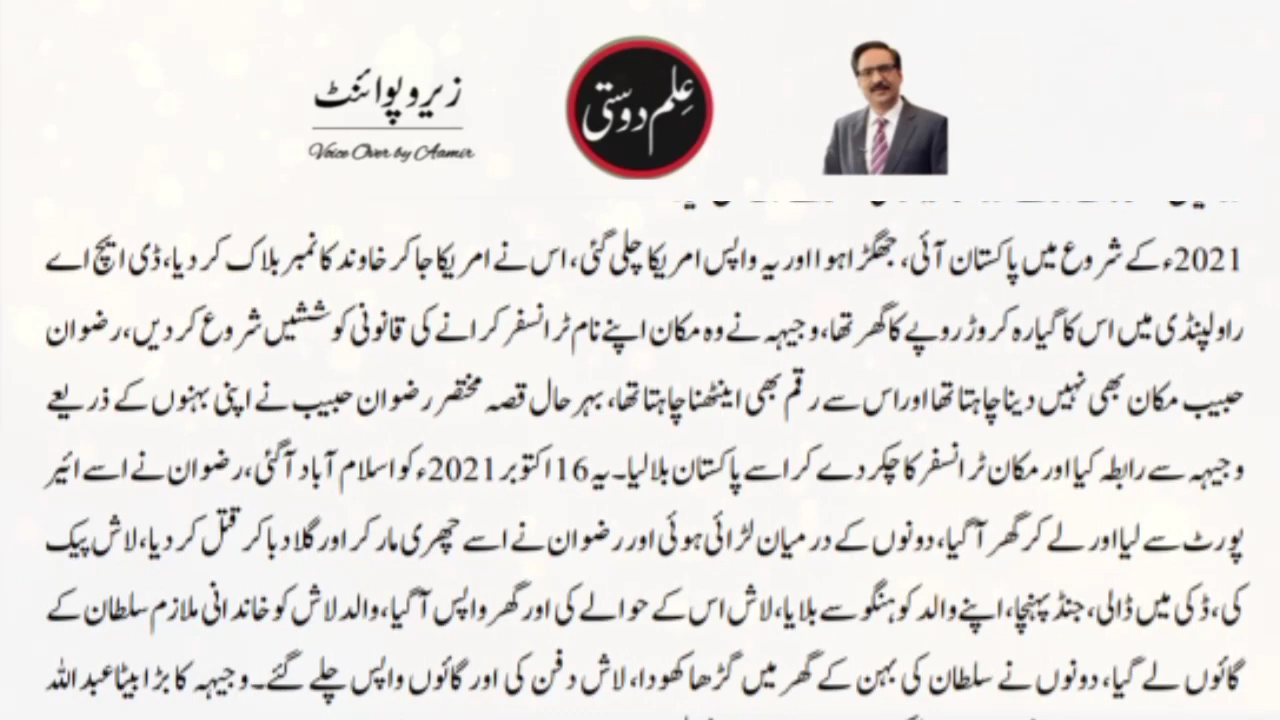 زیرو پوائنٹ
Voice Over by Aamir
عِلم دوستی
2021ء کے شروع میں پاکستان آئی، جھگڑا ہوا اور یہ واپس امریکا چلی گئی، اس نے امریکا جا کر خاوند کا نمبر بلاک کر دیا، ڈی ایچ اے
راولپنڈی میں اس کا گیارہ کروڑ روپے کا گھر تھا، وجیہہ نے وہ مکان اپنے نام ٹرانسفر کرانے کی قانونی کوششیں شروع کر دیں، رضوان
حبیب مکان بھی نہیں دینا چاہتا تھا اور اس سے رقم بھی اینٹھنا چاہتا تھا، بہرحال قصہ مختصر رضوان حبیب نے اپنی بہنوں کے ذریعے
وجیہہ سے رابطہ کیا اور مکان ٹرانسفر کا چکر دے کر اسے پاکستان بلا لیا۔ یہ 16 اکتوبر 2021ء کو اسلام آباد آ گئی، رضوان نے اسے ائیر
پورٹ سے لیا اور لے کر گھر آ گیا، دونوں کے درمیان لڑائی ہوئی اور رضوان نے اسے چھری مار کر اور گلا دبا کر قتل کر دیا، لاش پیک
کی، ڈکی میں ڈالی، جنڈ پہنچا، اپنے والد کو ہنگو سے بلایا، لاش اس کے حوالے کی اور گھر واپس آ گیا، والد لاش کو خاندانی ملازم سلطان کے
گائوں لے گیا، دونوں نے سلطان کی بہن کے گھر میں گڑھا کھودا، لاش دفن کی اور گائوں واپس چلے گئے۔ وجیہہ کا بڑا بیٹا عبداللہ